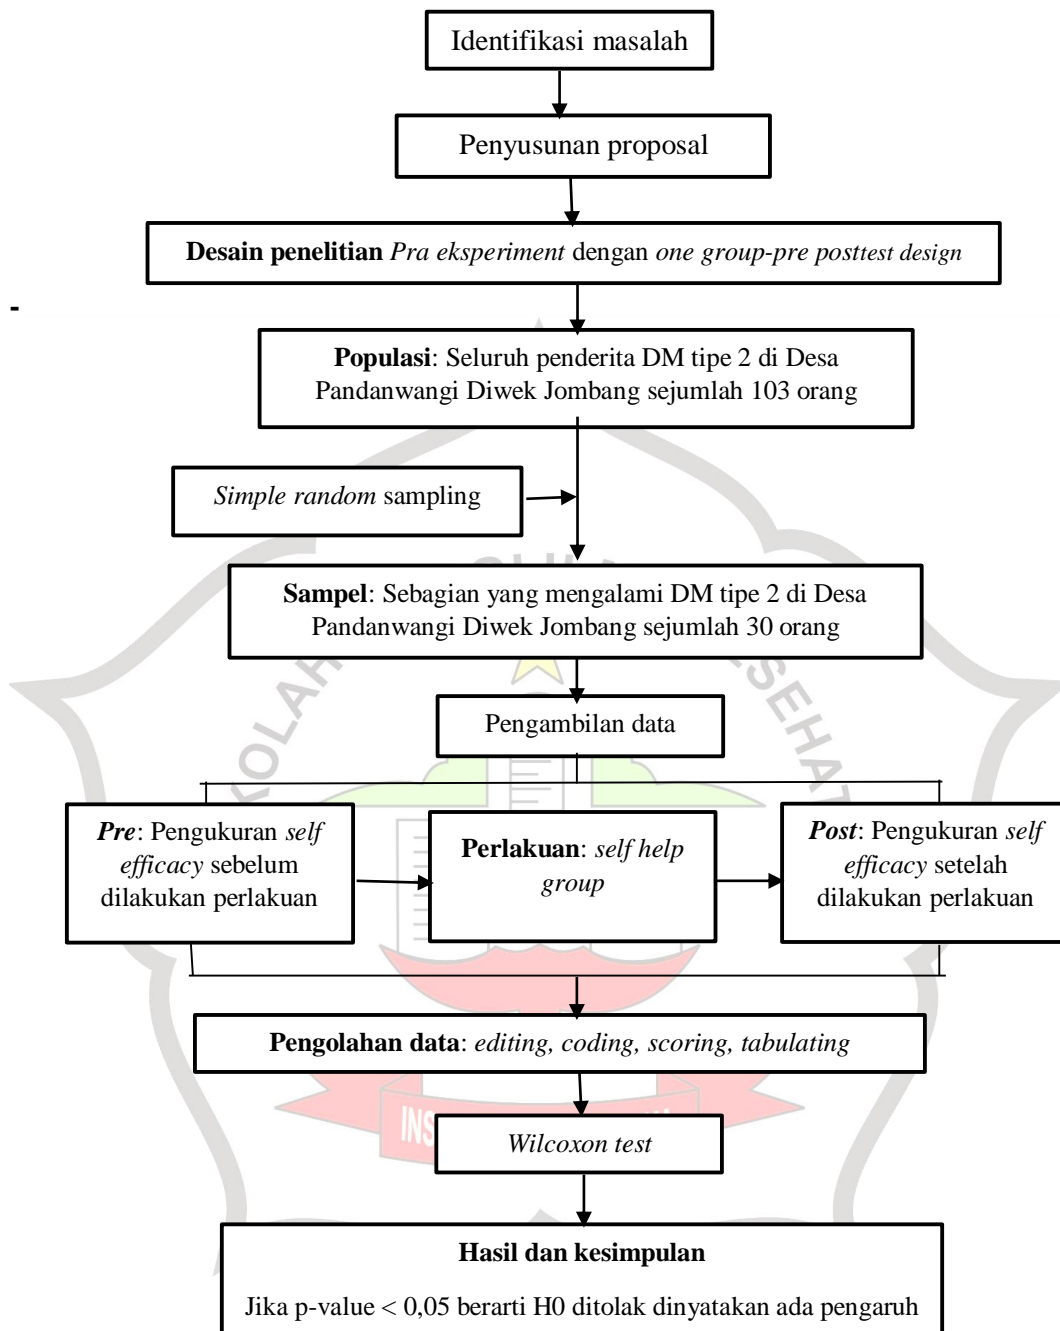 Identifikasi masalah
Penyusunan proposal
Desain penelitian Pra eksperiment dengan one group-pre posttest design
-
Populasi: Seluruh penderita DM tipe 2 di Desa
Pandanwangi Diwek Jombang sejumlah 103 orang
Simple random sampling
Sampel: Sebagian yang mengalami DM tipe 2 di Desa
Pandanwangi Diwek Jombang sejumlah 30 orang
Pengambilan data
Pre: Pengukuran self
efficacy sebelum
dilakukan perlakuan
Perlakuan: self help
group
Post: Pengukuran self
efficacy setelah
dilakukan perlakuan
Pengolahan data: editing, coding, scoring, tabulating
Wilcoxon test
Hasil dan kesimpulan
Jika p-value < 0,05 berarti H0 ditolak dinyatakan ada pengaruh